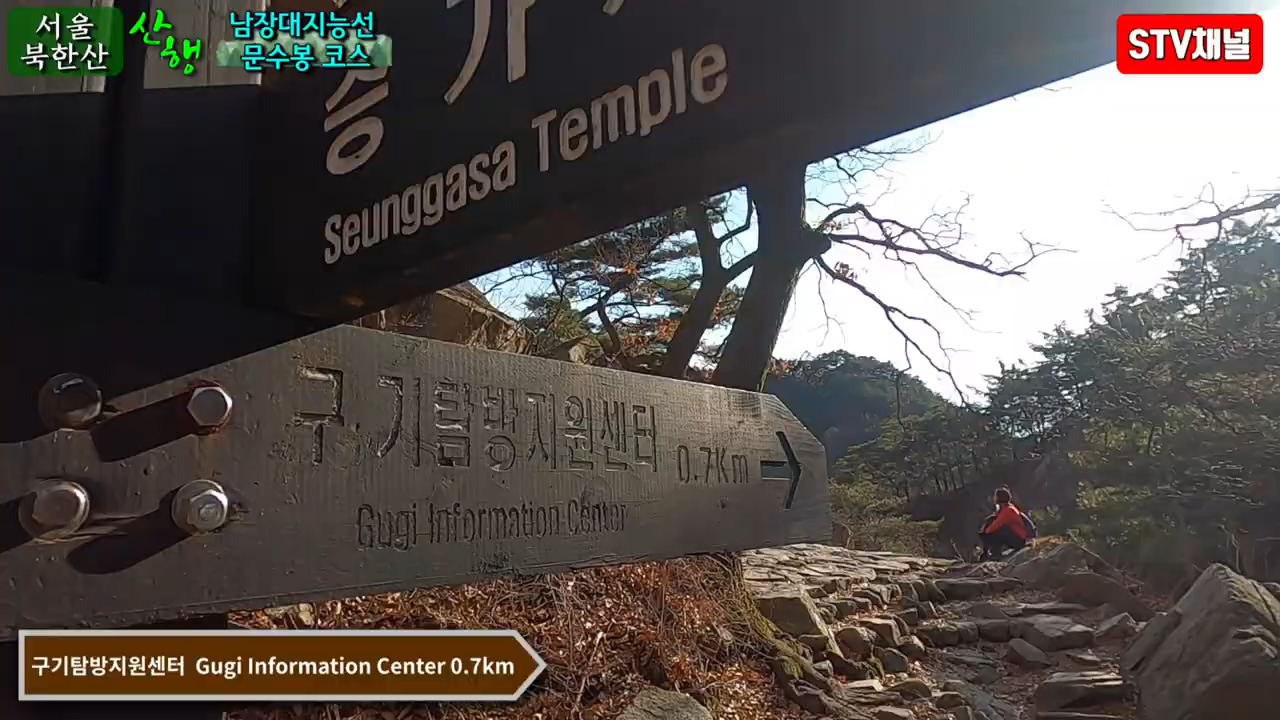 서울
북한산
산행
남장대지능선
문수봉 코스
STV채널
승가
Seunggasa Temple
구기탐방지원센터 0.7Km
Gugi Information Center
구기탐방지원센터 Gugi Information Center 0.7km